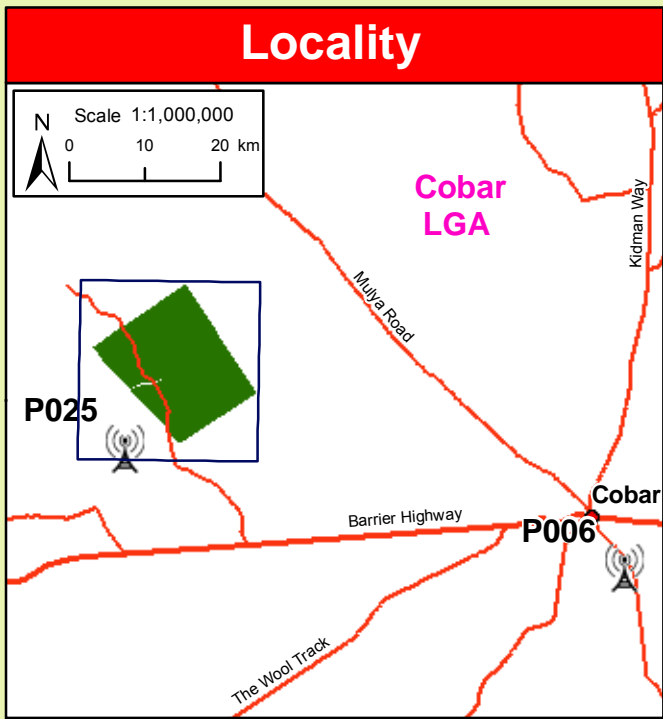 Locality
N
Scale 1:1,000,000
0 10 20 km
Cobar
LGA
Kidman Way
Mulya Road
P025
Cobar
Barrier Highway
P006
The Wool Track